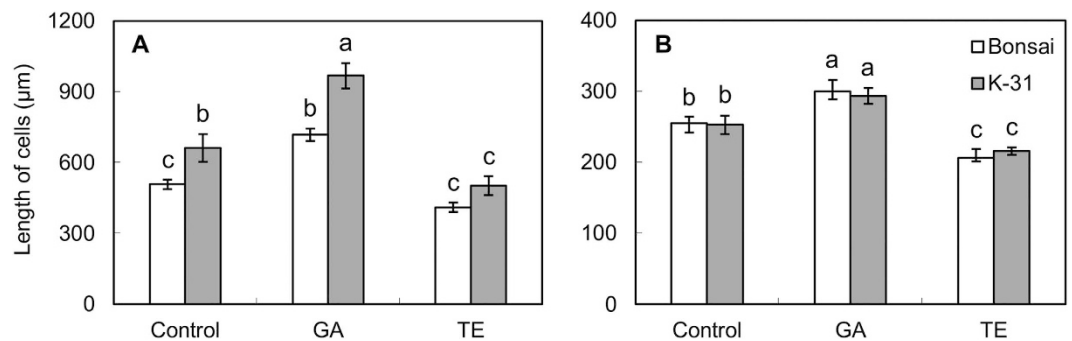 1200
900
600
300
0
Length of cells (µm)
A
c
b
b
a
c
c
Control
GA
TE
400
300
200
100
0
B
b
b
a
a
c
c
Bonsai
K-31
Control
GA
TE